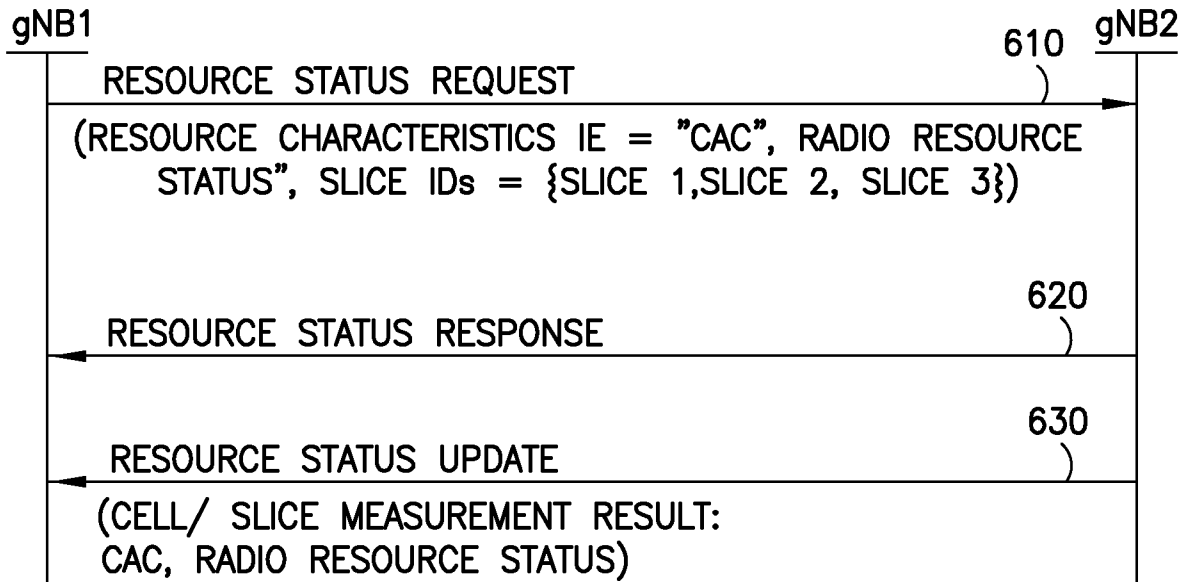 gNB1
gNB2
610
RESOURCE STATUS REQUEST
(RESOURCE CHARACTERISTICS IE = "CAC", RADIO RESOURCE
STATUS", SLICE IDs = {SLICE 1,SLICE 2, SLICE 3})
620
RESOURCE STATUS RESPONSE
630
RESOURCE STATUS UPDATE
(CELL/ SLICE MEASUREMENT RESULT:
CAC, RADIO RESOURCE STATUS)